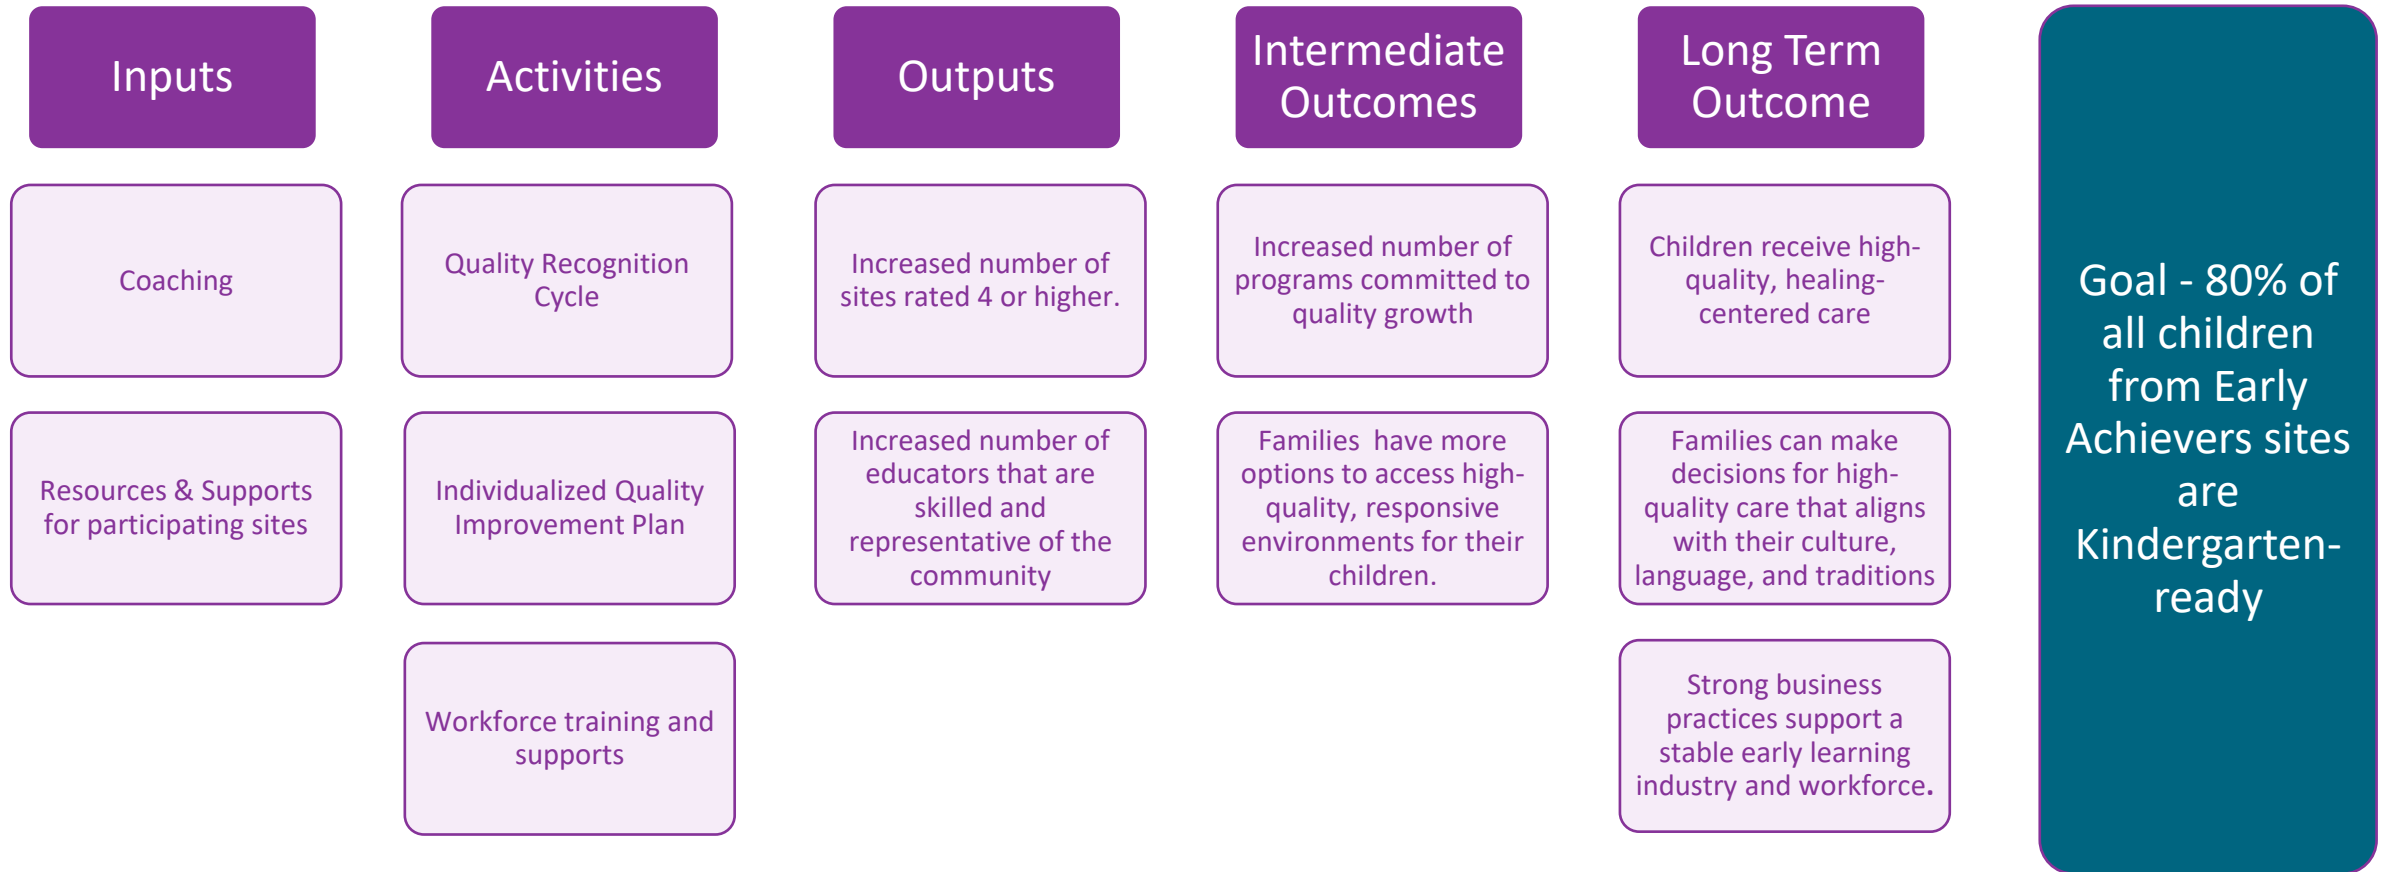 Inputs
Coaching
Resources & Supports
for participating sites
Activities
Quality Recognition
Cycle
Individualized Quality
Improvement Plan
Workforce training and
supports
Outputs
Increased number of
sites rated 4 or higher.
Increased number of
educators that are
skilled and
representative of the
community
Intermediate
Outcomes
Increased number of
programs committed to
quality growth
Families  have more
options to access high-
quality, responsive
environments for their
children.
Long Term
Outcome
Children receive high-
quality, healing-
centered care
Families can make
decisions for high-
quality care that aligns
with their culture,
language, and traditions
Strong business
practices support a
stable early learning
industry and workforce.
Goal - 80% of
all children
from Early
Achievers sites
are
Kindergarten-
ready